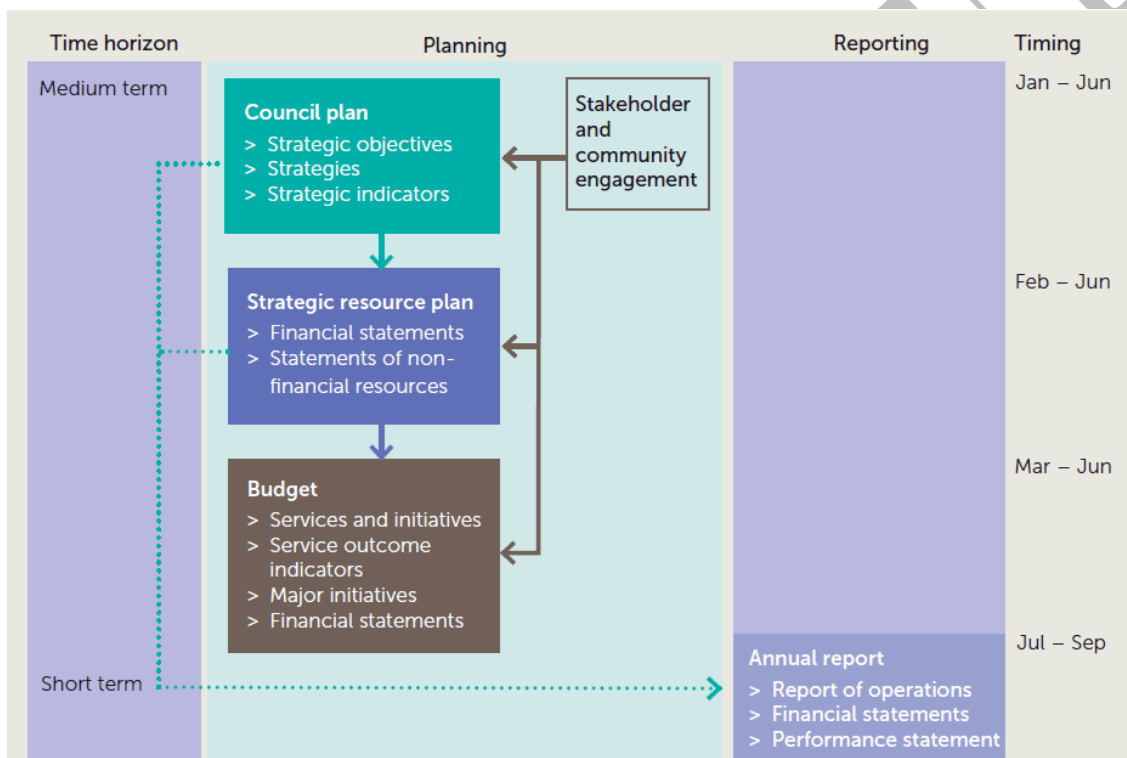 Time horizon
Planning
Reporting
Timing
Medium term
Jan – Jun
Council plan
> Strategic objectives
> Strategies
> Strategic indicators
Stakeholder
and
community
engagement
Feb – Jun
Strategic resource plan
> Financial statements
> Statements of non-
financial resources
Mar – Jun
Budget
> Services and initiatives
> Service outcome
indicators
> Major initiatives
> Financial statements
Jul – Sep
Short term
Annual report
> Report of operations
> Financial statements
> Performance statement